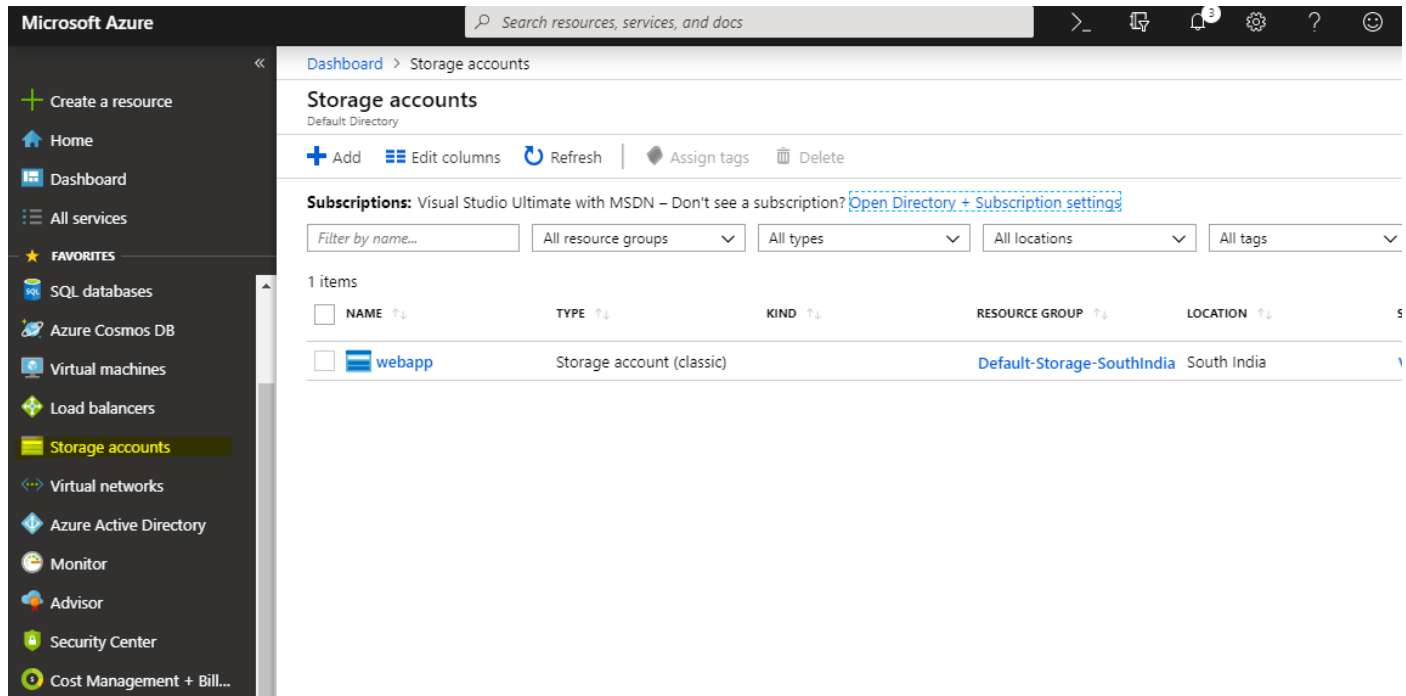 Microsoft Azure
Search resources, services, and docs
3
Create a resource
Home
Dashboard
All services
FAVORITES
SQL databases
Azure Cosmos DB
Virtual machines
Load balancers
Storage accounts
Virtual networks
Azure Active Directory
Monitor
Advisor
Security Center
Cost Management + Bill...
Dashboard > Storage accounts
Storage accounts
Default Directory
Add Edit columns Refresh Assign tags Delete
Subscriptions: Visual Studio Ultimate with MSDN – Don't see a subscription? Open Directory + Subscription settings
Filter by name... All resource groups All types All locations All tags
1 items
NAME TYPE KIND RESOURCE GROUP LOCATION
webapp Storage account (classic) Default-Storage-SouthIndia South India